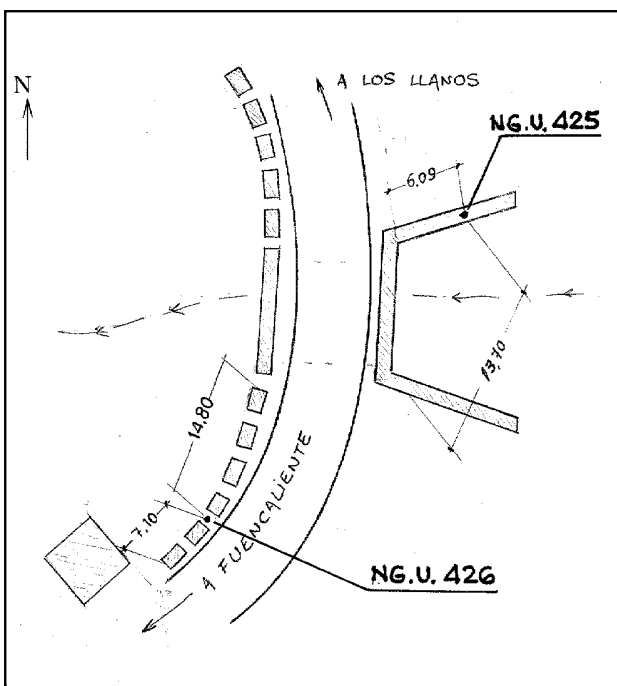 N
A LOS LLANOS
NG.U. 425
6.09
13,70
14.80
7.10
A FUENCALIENTE
NG.U. 426